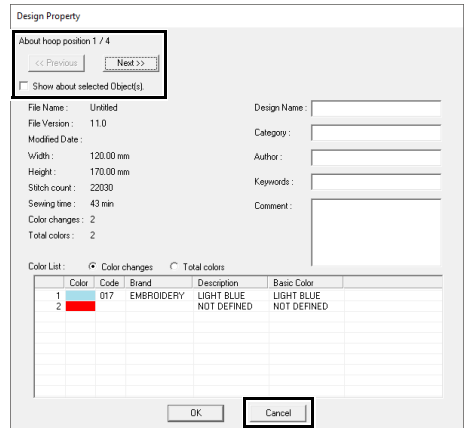 Design Property
About hoop position 1 / 4
<< Previous
Next >>
Show about selected Object(s).
File Name : Untitled
File Version : 11.0
Modified Date :
Width : 120.00 mm
Height : 170.00 mm
Stitch count : 22030
Sewing time : 43 min
Color changes : 2
Total colors : 2
Design Name :
Category :
Author :
Keywords :
Comment :
Color List : Color changes Total colors
Color Code Brand Description Basic Color
1 017 EMBROIDERY LIGHT BLUE LIGHT BLUE
2 NOT DEFINED NOT DEFINED
OK Cancel